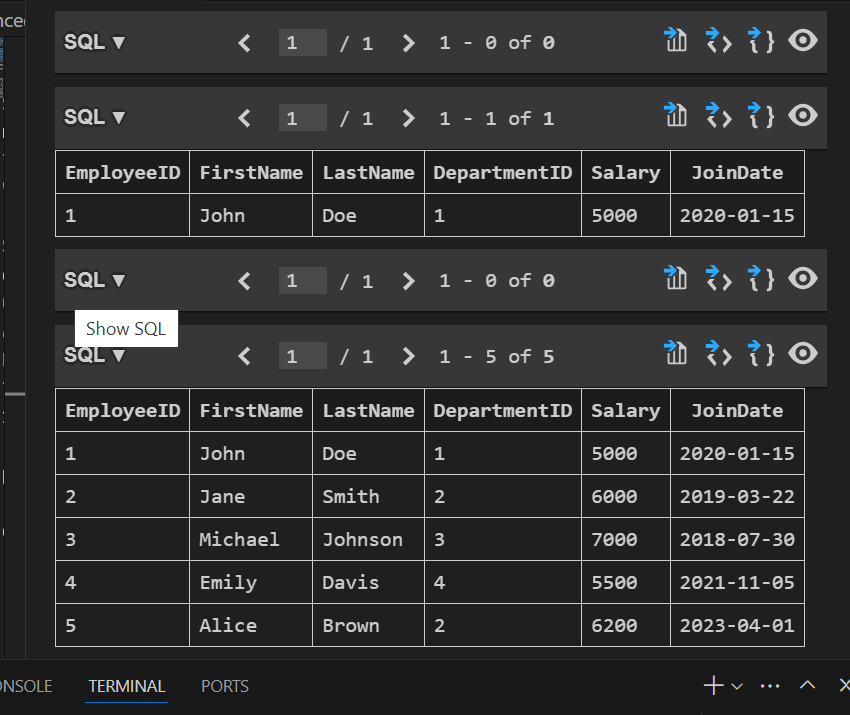 SQL ▼ 1 / 1 1 - 0 of 0
SQL ▼ 1 / 1 1 - 1 of 1
EmployeeID FirstName LastName DepartmentID Salary JoinDate
1 John Doe 1 5000 2020-01-15
SQL ▼ 1 / 1 1 - 0 of 0
Show SQL
SQL ▼ 1 / 1 1 - 5 of 5
EmployeeID FirstName LastName DepartmentID Salary JoinDate
1 John Doe 1 5000 2020-01-15
2 Jane Smith 2 6000 2019-03-22
3 Michael Johnson 3 7000 2018-07-30
4 Emily Davis 4 5500 2021-11-05
5 Alice Brown 2 6200 2023-04-01
ONSOLE TERMINAL PORTS